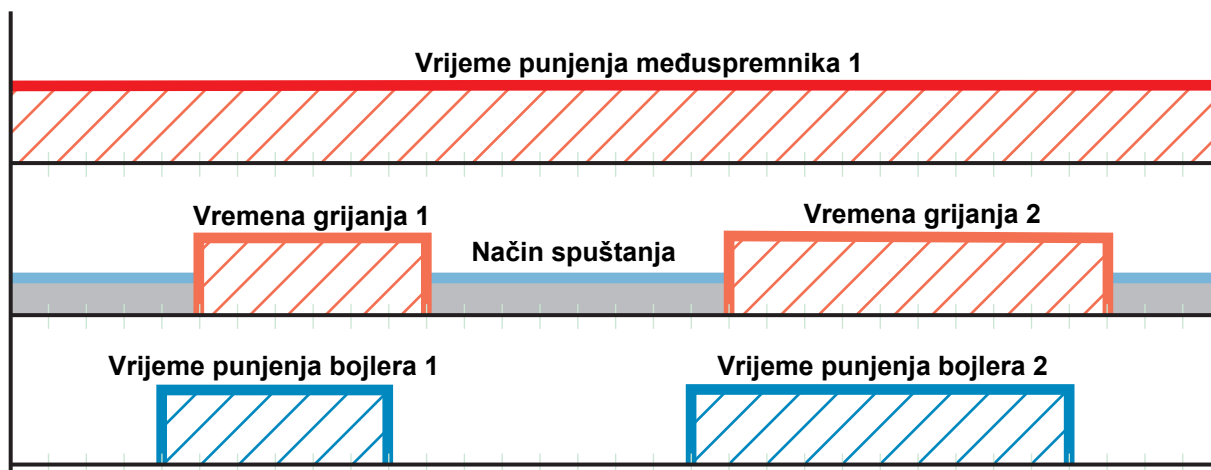 Vrijeme punjenja međuspremnika 1
Vremena grijanja 1
Vremena grijanja 2
Način spuštanja
Vrijeme punjenja bojlera 1
Vrijeme punjenja bojlera 2